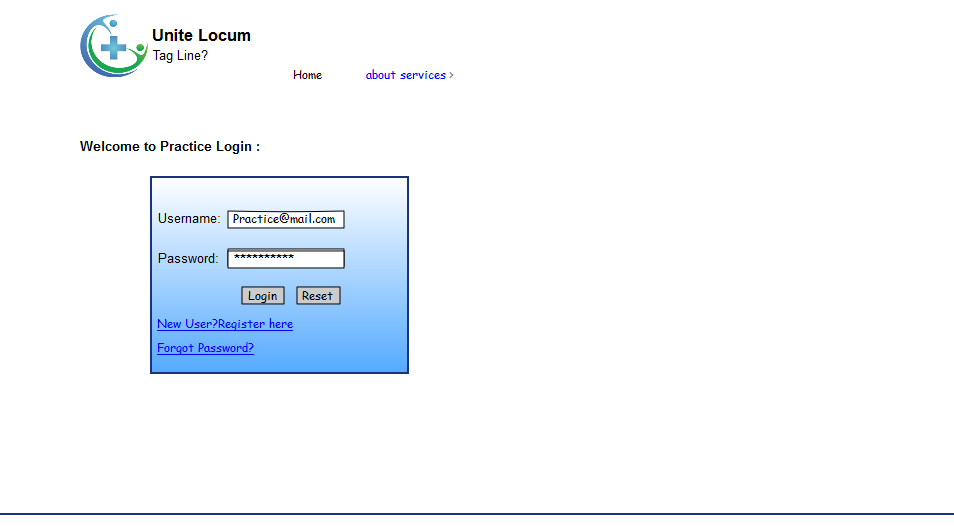 Unite Locum
Tag Line?
Home about services >
Welcome to Practice Login :
Username: Practice@mail.com
Password: **********
Login Reset
New User?Register here
Forgot Password?